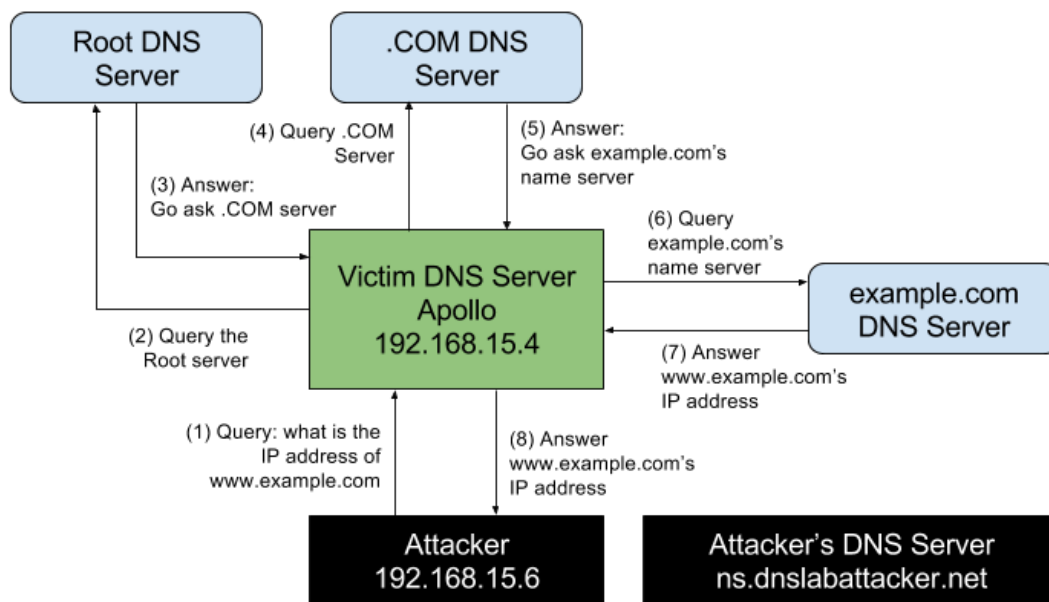 Root DNS
Server
.COM DNS
Server
(4) Query .COM
Server
(5) Answer:
Go ask example.com’s
name server
(3) Answer:
Go ask .COM server
(6) Query
example.com’s
name server
Victim DNS Server
Apollo
192.168.15.4
example.com
DNS Server
(2) Query the
Root server
(7) Answer
www.example.com’s
IP address
(1) Query: what is the
IP address of
www.example.com
(8) Answer
www.example.com’s
IP address
Attacker
192.168.15.6
Attacker’s DNS Server
ns.dnslabattacker.net